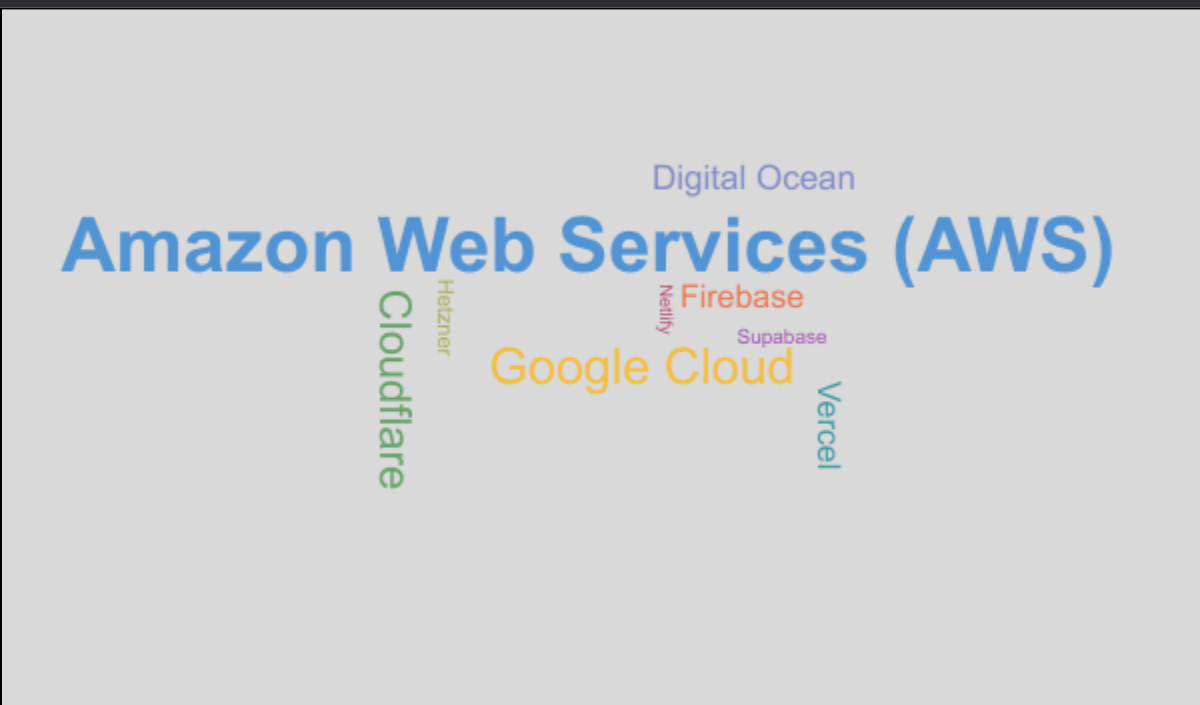 Digital Ocean
Amazon Web Services (AWS)
Cloudflare
Hetzner
Netlify
Firebase
Supabase
Google Cloud
Vercel